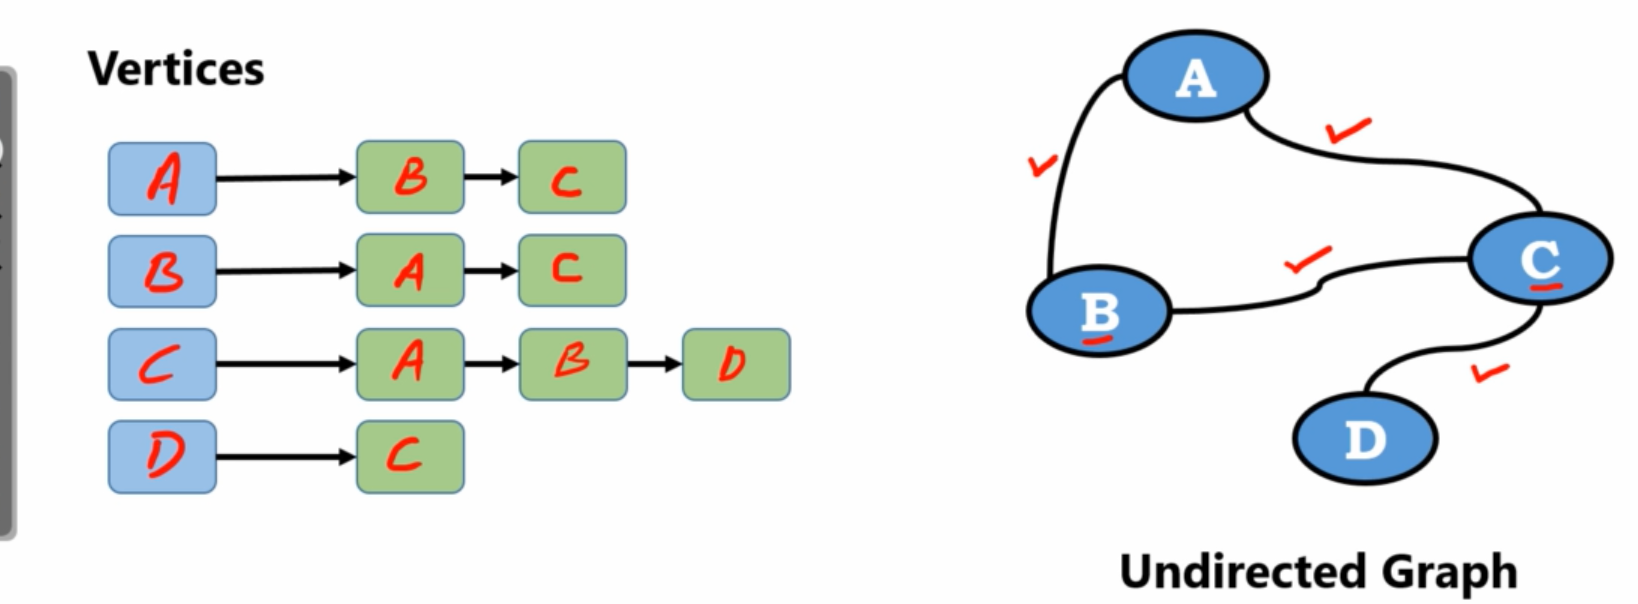 Vertices
A B C
B A C
C A B D
D C
A
B
C
D
Undirected Graph